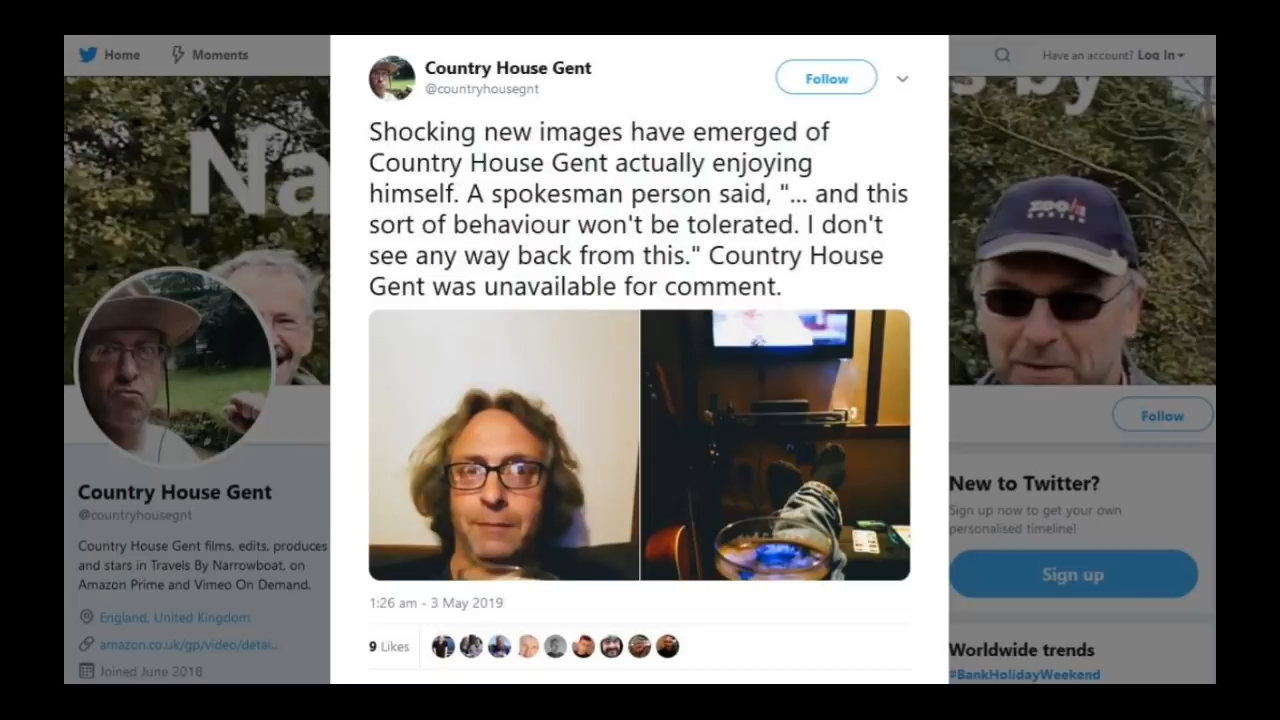 Home
Moments
Have an account? Log In
Na
s by
Country House Gent
@countryhousegnt
Follow
Shocking new images have emerged of
Country House Gent actually enjoying
himself. A spokesman person said, "... and this
sort of behaviour won't be tolerated. I don't
see any way back from this." Country House
Gent was unavailable for comment.
1:26 am - 3 May 2019
9 Likes
Country House Gent
@countryhousegnt
Country House Gent films, edits, produces
and stars in Travels By Narrowboat, on
Amazon Prime and Vimeo On Demand.
England, United Kingdom
amazon.co.uk/gp/video/detai...
Joined June 2018
Follow
New to Twitter?
Sign up now to get your own
personalised timeline!
Sign up
Worldwide trends
#BankHolidayWeekend